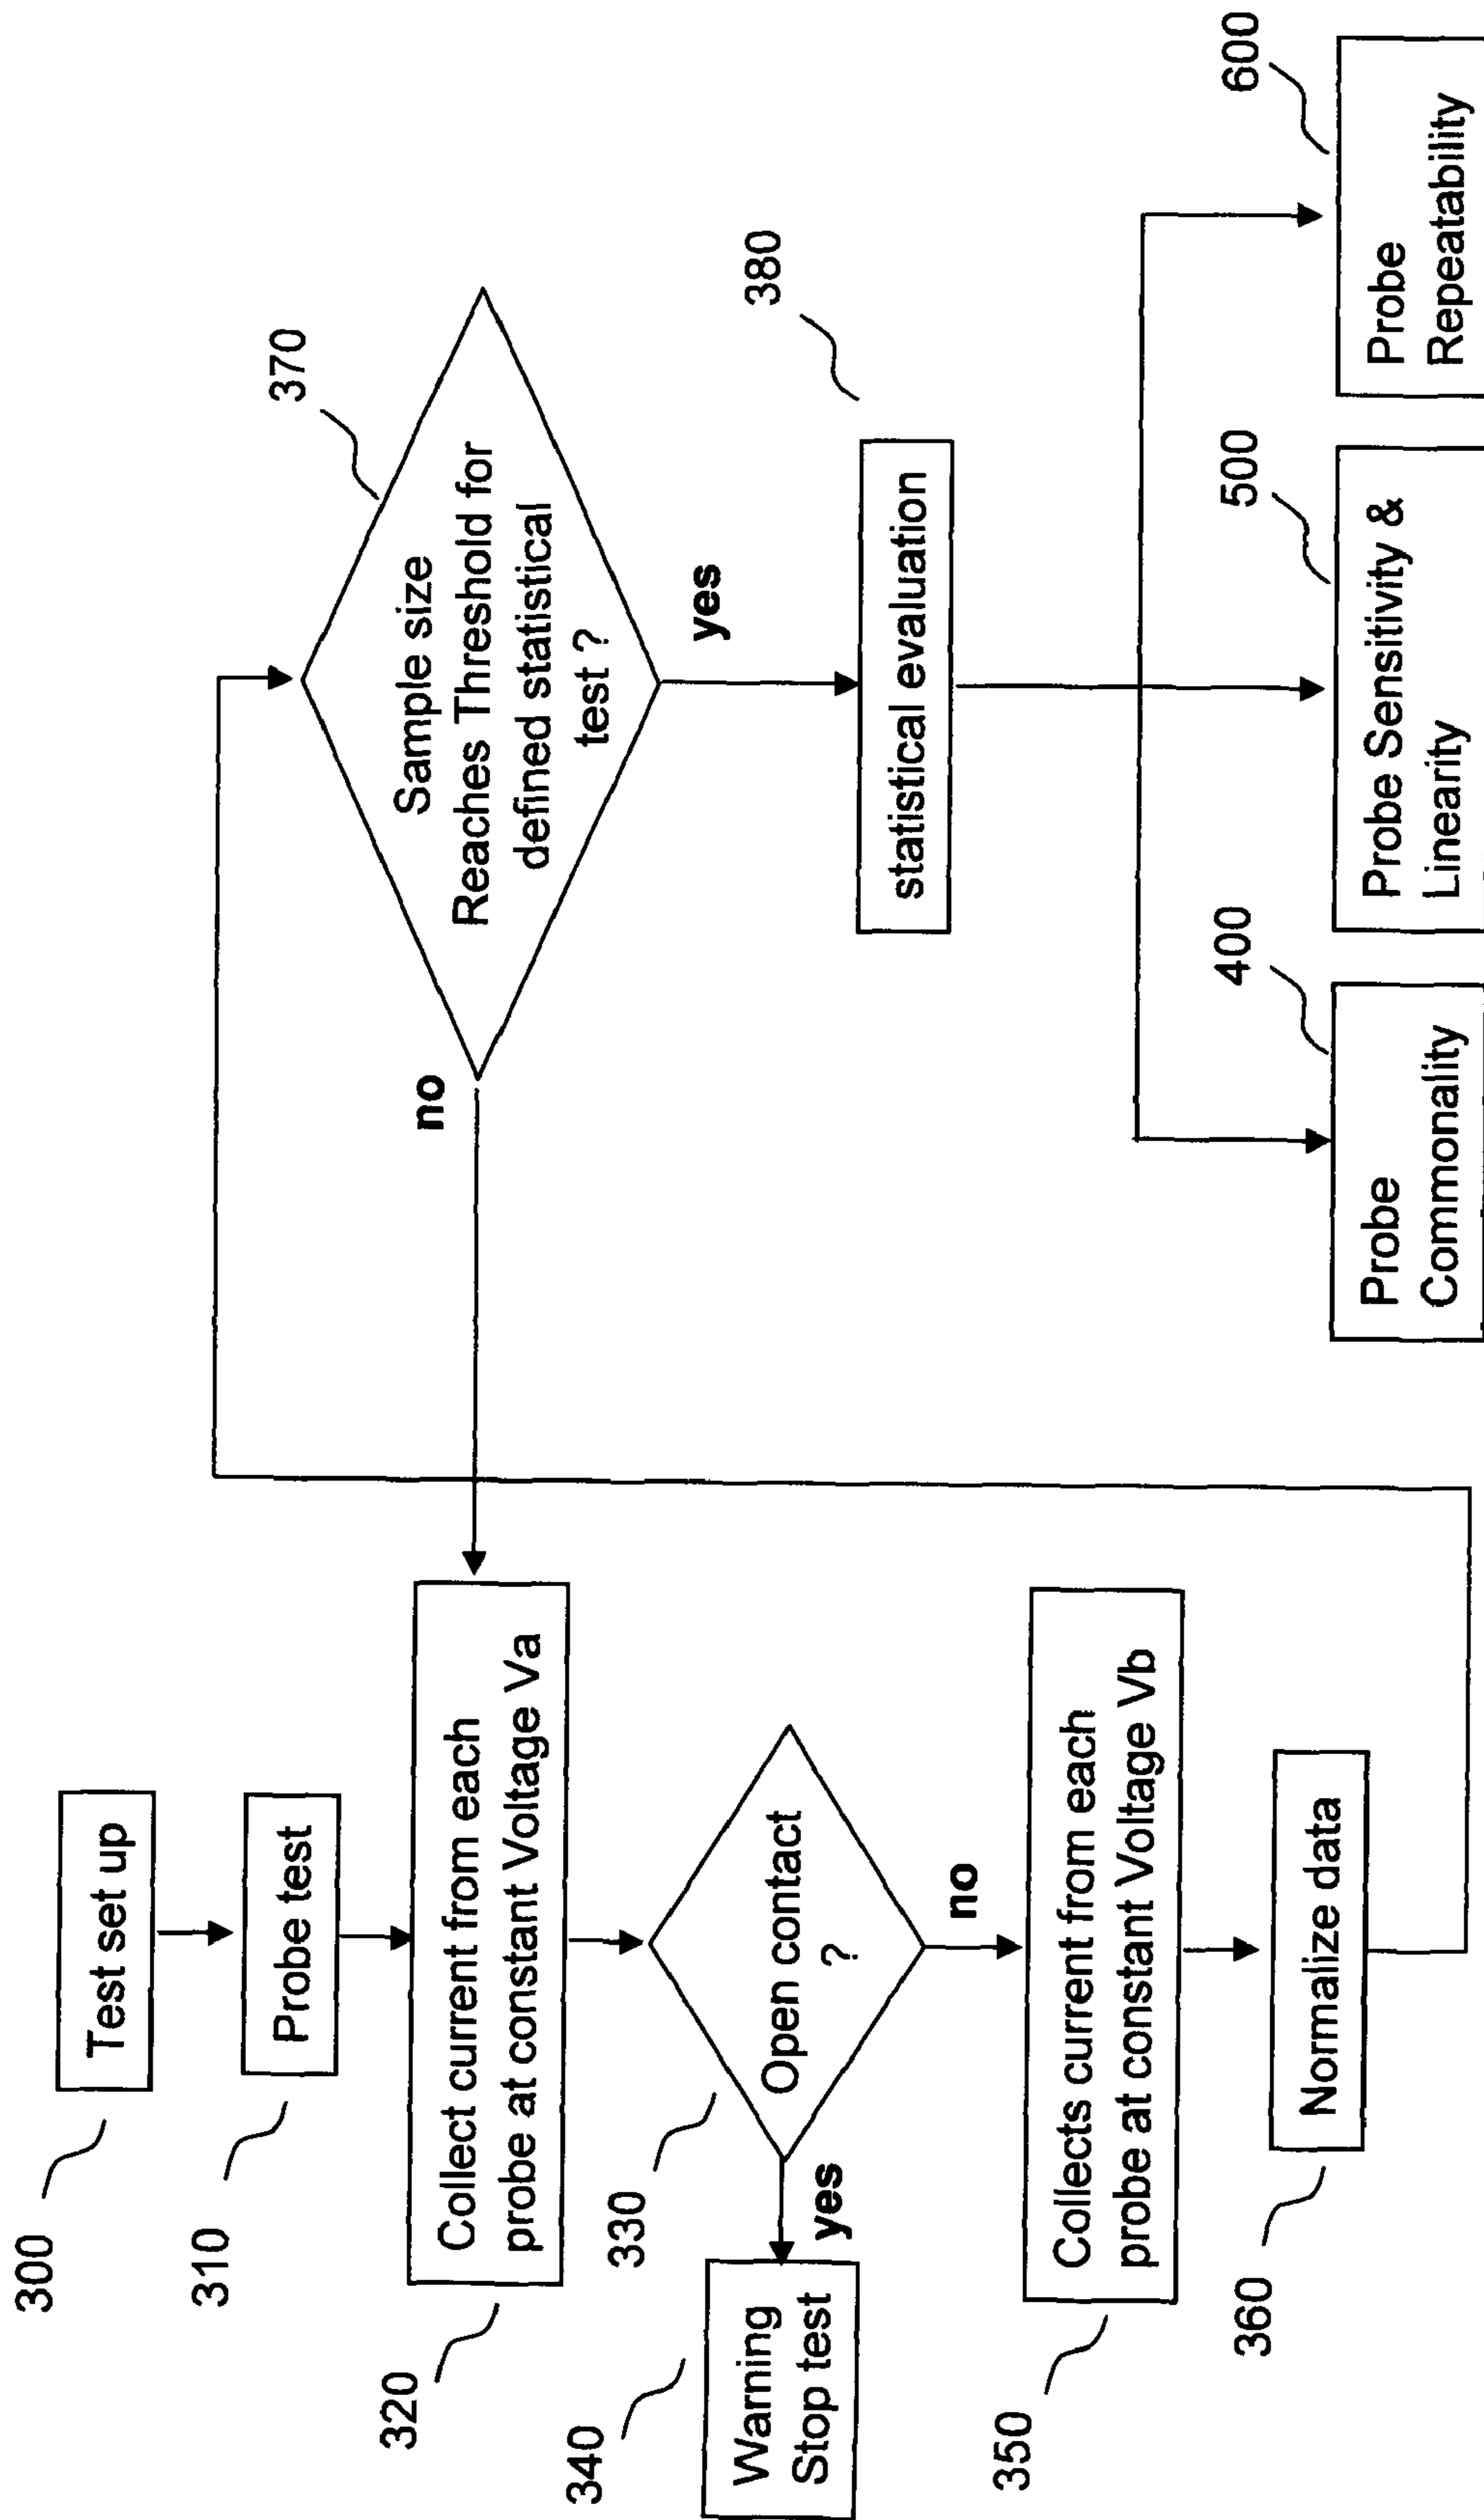 300
Test set up
310
Probe test
320
Collect current from each
probe at constant Voltage Va
330
Open contact
?
yes
340
Warning
Stop test
no
350
Collects current from each
probe at constant Voltage Vb
360
Normalize data
370
Sample size
Reaches Threshold for
defined statistical
test ?
no
yes
380
statistical evaluation
400
Probe
Commonality
500
Probe Sensitivity &
Linearity
600
Probe
Repeatability